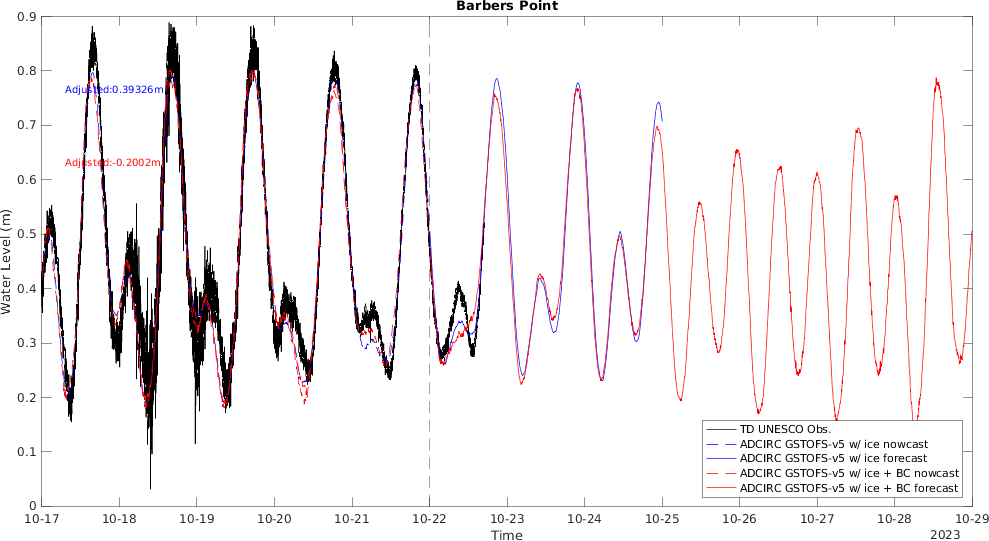 Barbers Point
0.9
0.8
0.7
0.6
0.5
0.4
0.3
0.2
0.1
0
Water Level (m)
Adjusted:0.39326m
Adjusted:-0.2002m
TD UNESCO Obs.
ADCIRC GSTOFS-v5 w/ ice nowcast
ADCIRC GSTOFS-v5 w/ ice forecast
ADCIRC GSTOFS-v5 w/ ice + BC nowcast
ADCIRC GSTOFS-v5 w/ ice + BC forecast
10-17 10-18 10-19 10-20 10-21 10-22 10-23 10-24 10-25 10-26 10-27 10-28 10-29
Time
2023